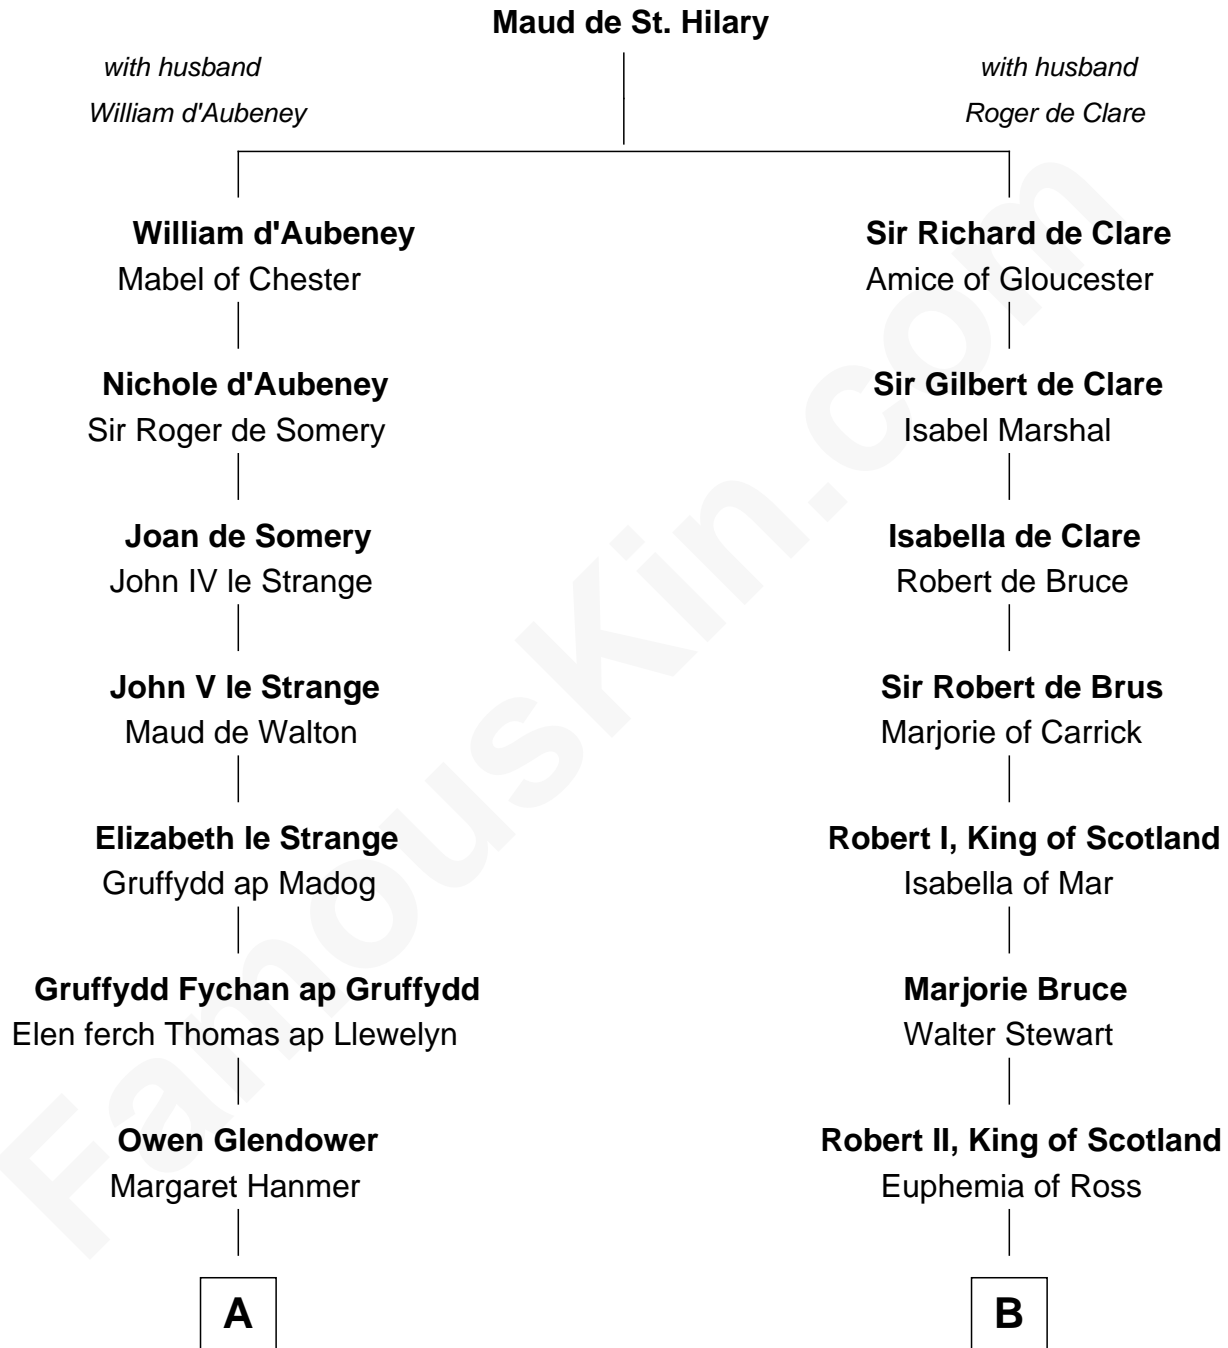 Maud de St. Hilary
with husband
William d'Aubeney
with husband
Roger de Clare
William d'Aubeney
Mabel of Chester
Sir Richard de Clare
Amice of Gloucester
Nichole d'Aubeney
Sir Roger de Somery
Sir Gilbert de Clare
Isabel Marshal
Joan de Somery
John IV le Strange
Isabella de Clare
Robert de Bruce
John V le Strange
Maud de Walton
Sir Robert de Brus
Marjorie of Carrick
Elizabeth le Strange
Gruffydd ap Madog
Robert I, King of Scotland
Isabella of Mar
Gruffydd Fychan ap Gruffydd
Elen ferch Thomas ap Llewelyn
Marjorie Bruce
Walter Stewart
Owen Glendower
Margaret Hanmer
Robert II, King of Scotland
Euphemia of Ross
A
B
FamousKin.com